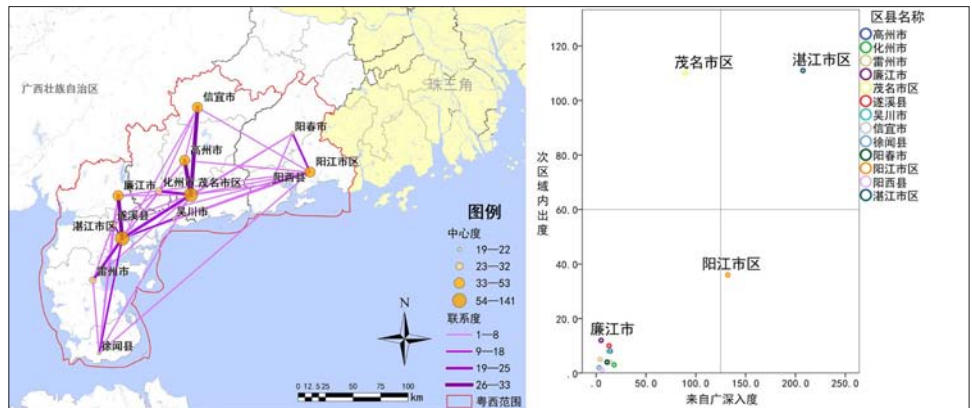 广西壮族自治区
珠三角
信宜市
阳春市
高州市
阳江市区
阳西县
廉江市
化州市
茂名市区
遂溪县
吴川市
湛江市区
雷州市
徐闻县
图例
中心度
19—22
23—32
33—53
54—141
联系度
1—8
9—18
19—25
26—33
粤西范围
N
0 12.5 25 50 75 100
km
次区域内出度
120.0
100.0
80.0
60.0
40.0
20.0
.0
.0 50.0 100.0 150.0 200.0 250.0
来自广深入度
茂名市区
湛江市区
阳江市区
廉江市
区县名称
高州市
化州市
雷州市
廉江市
茂名市区
遂溪县
吴川市
信宜市
徐闻县
阳春市
阳江市区
阳西县
湛江市区